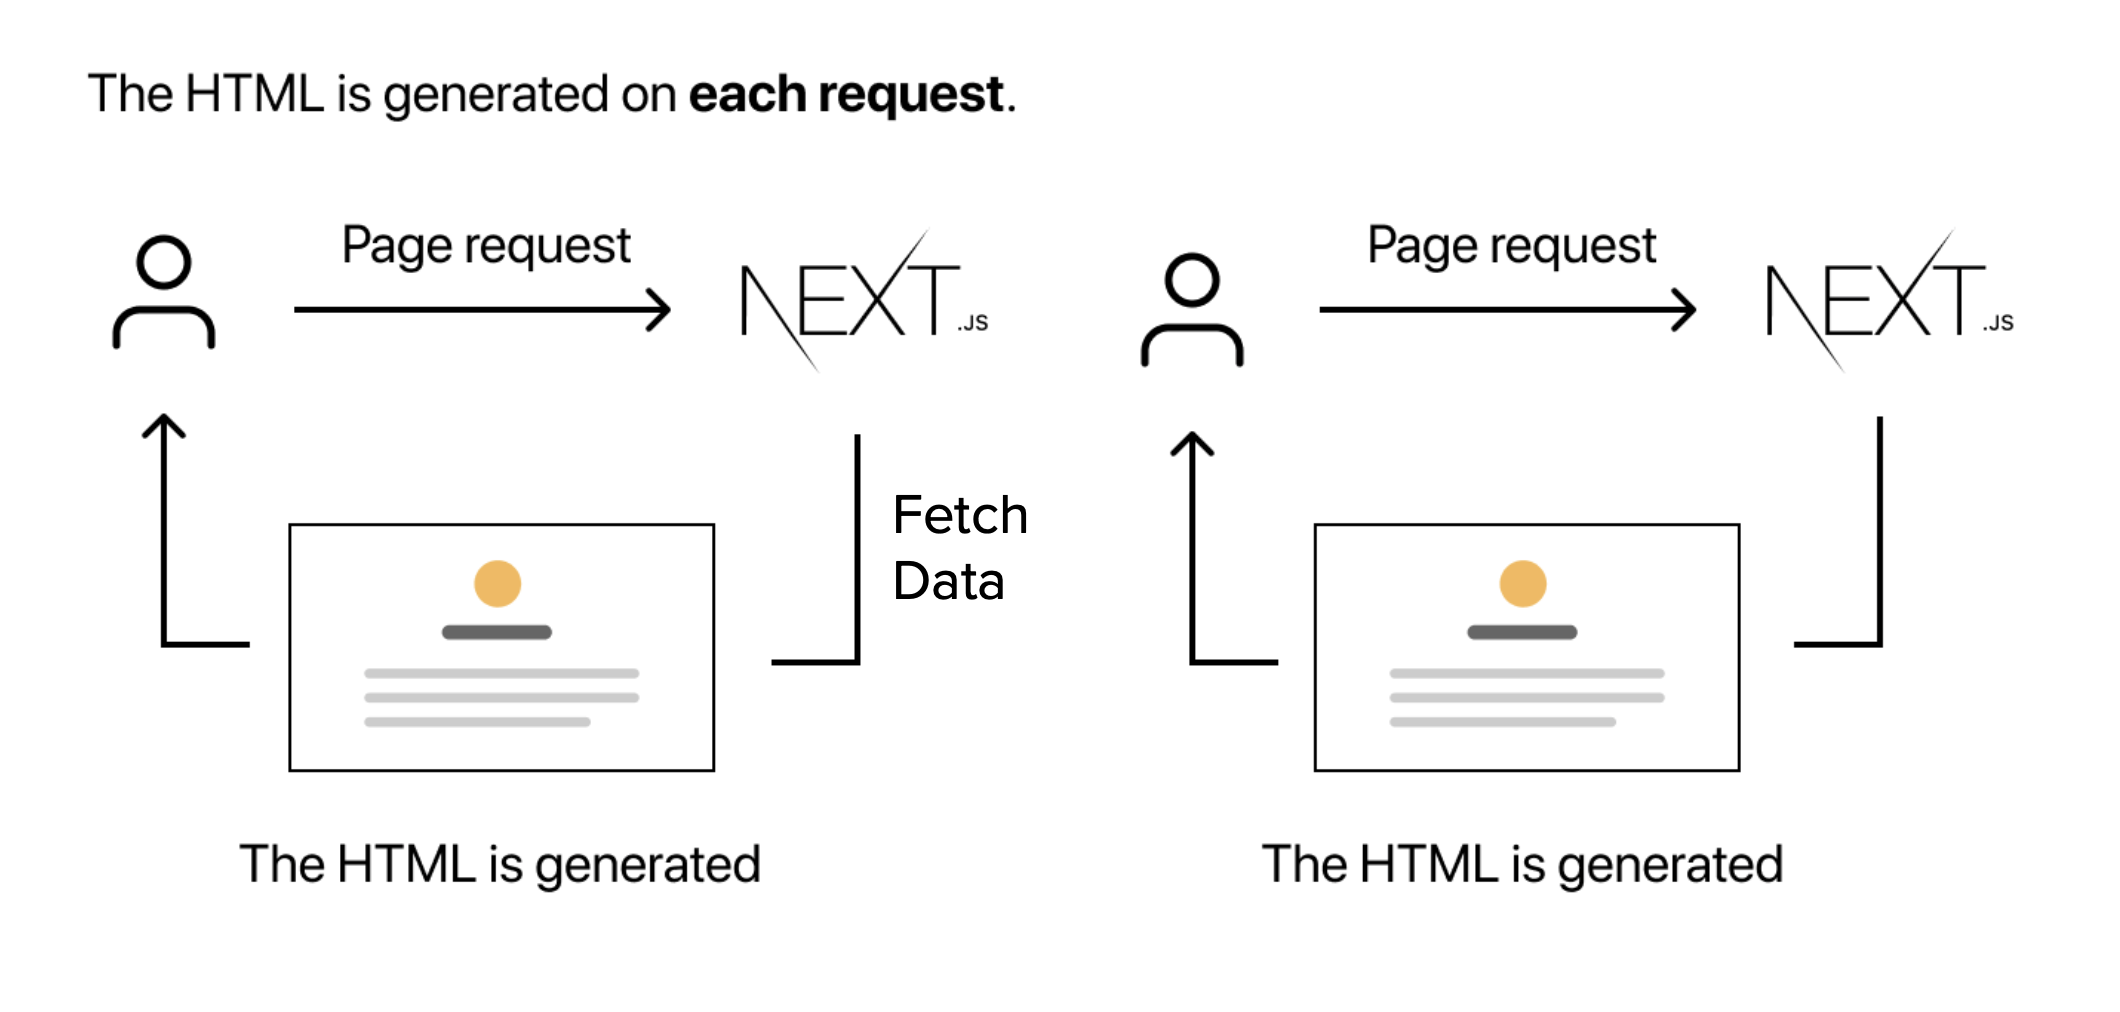 The HTML is generated on each request.
Page request
NEXT.JS
Fetch
Data
The HTML is generated
Page request
NEXT.JS
The HTML is generated